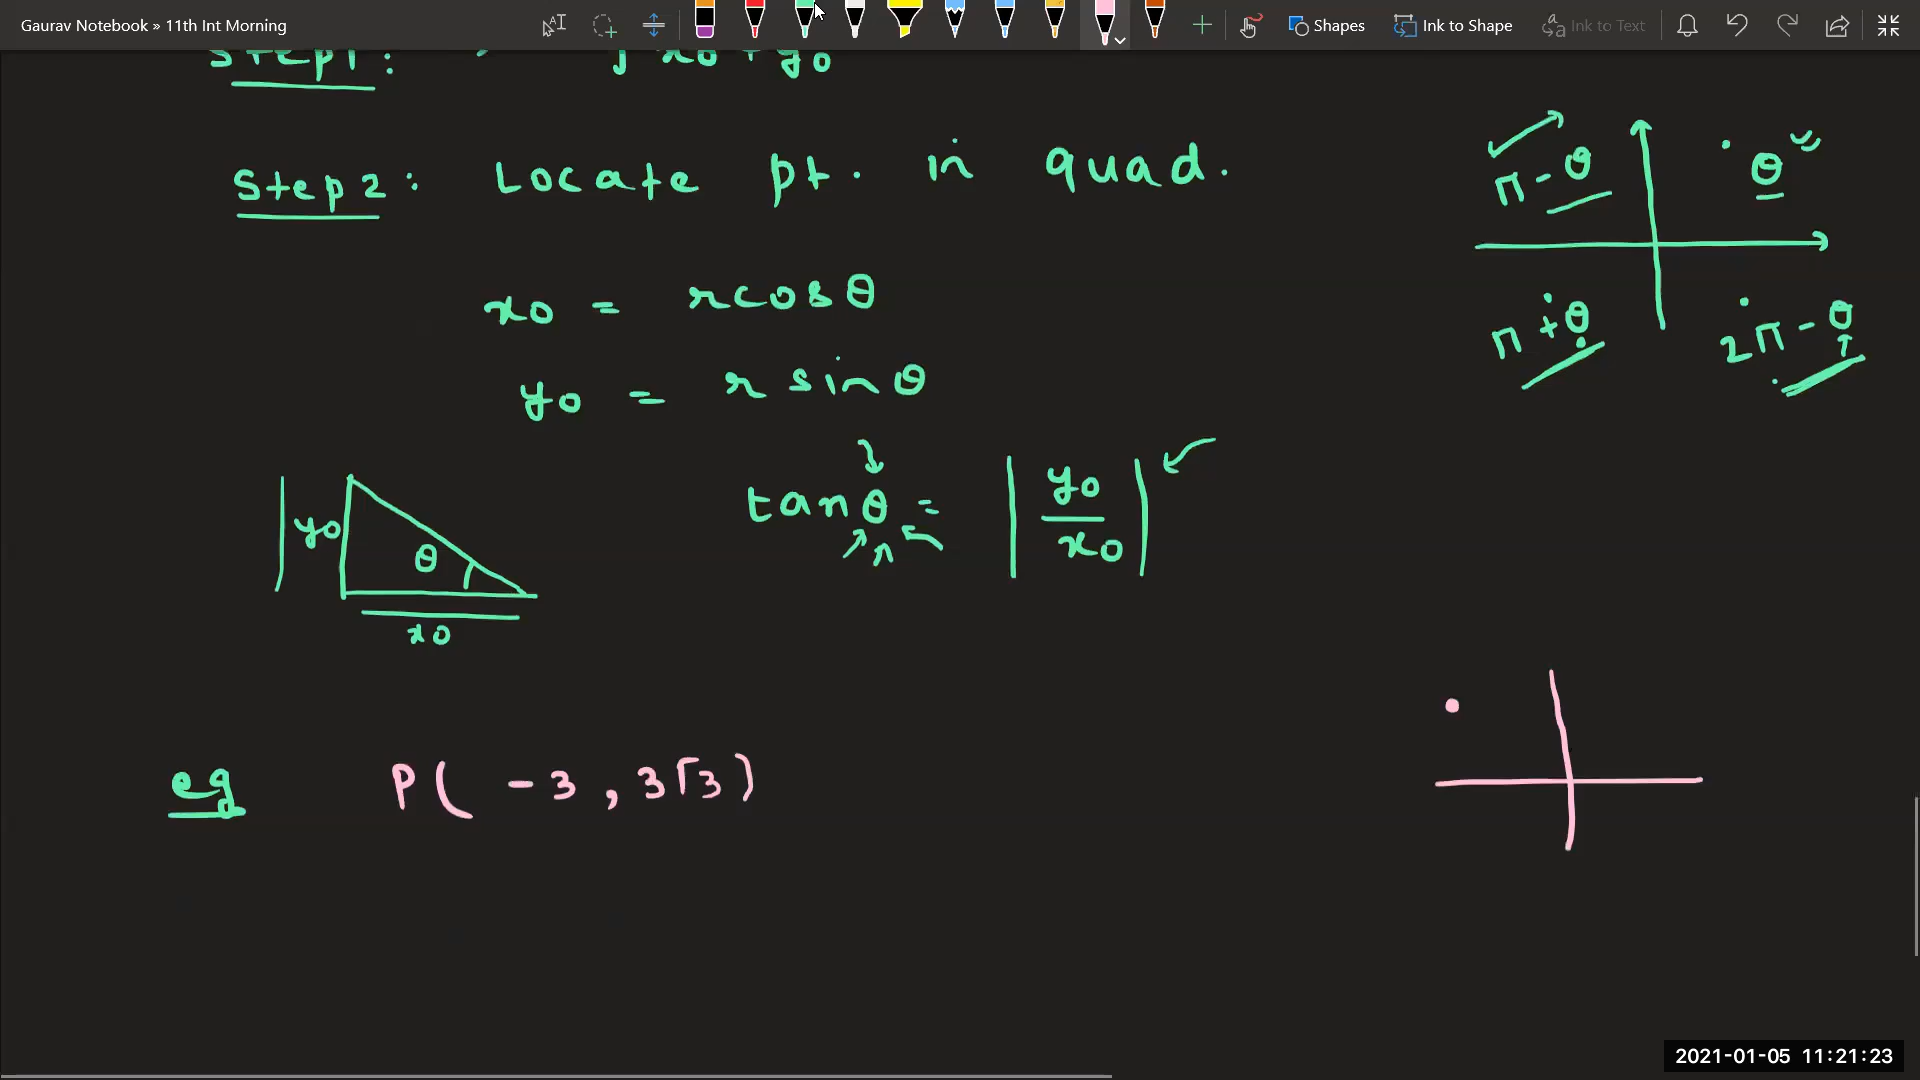 Gaurav Notebook » 11th Int Morning
Shapes
Ink to Shape
Ink to Text
Step 2: Locate pt. in quad.
π - θ
θ
π + θ
2π - θ
x0 = r cos θ
y0 = r sin θ
tan θ = | y0 / x0 |
y0
θ
x0
eg P( -3, 3√3 )
2021-01-05 11:21:23